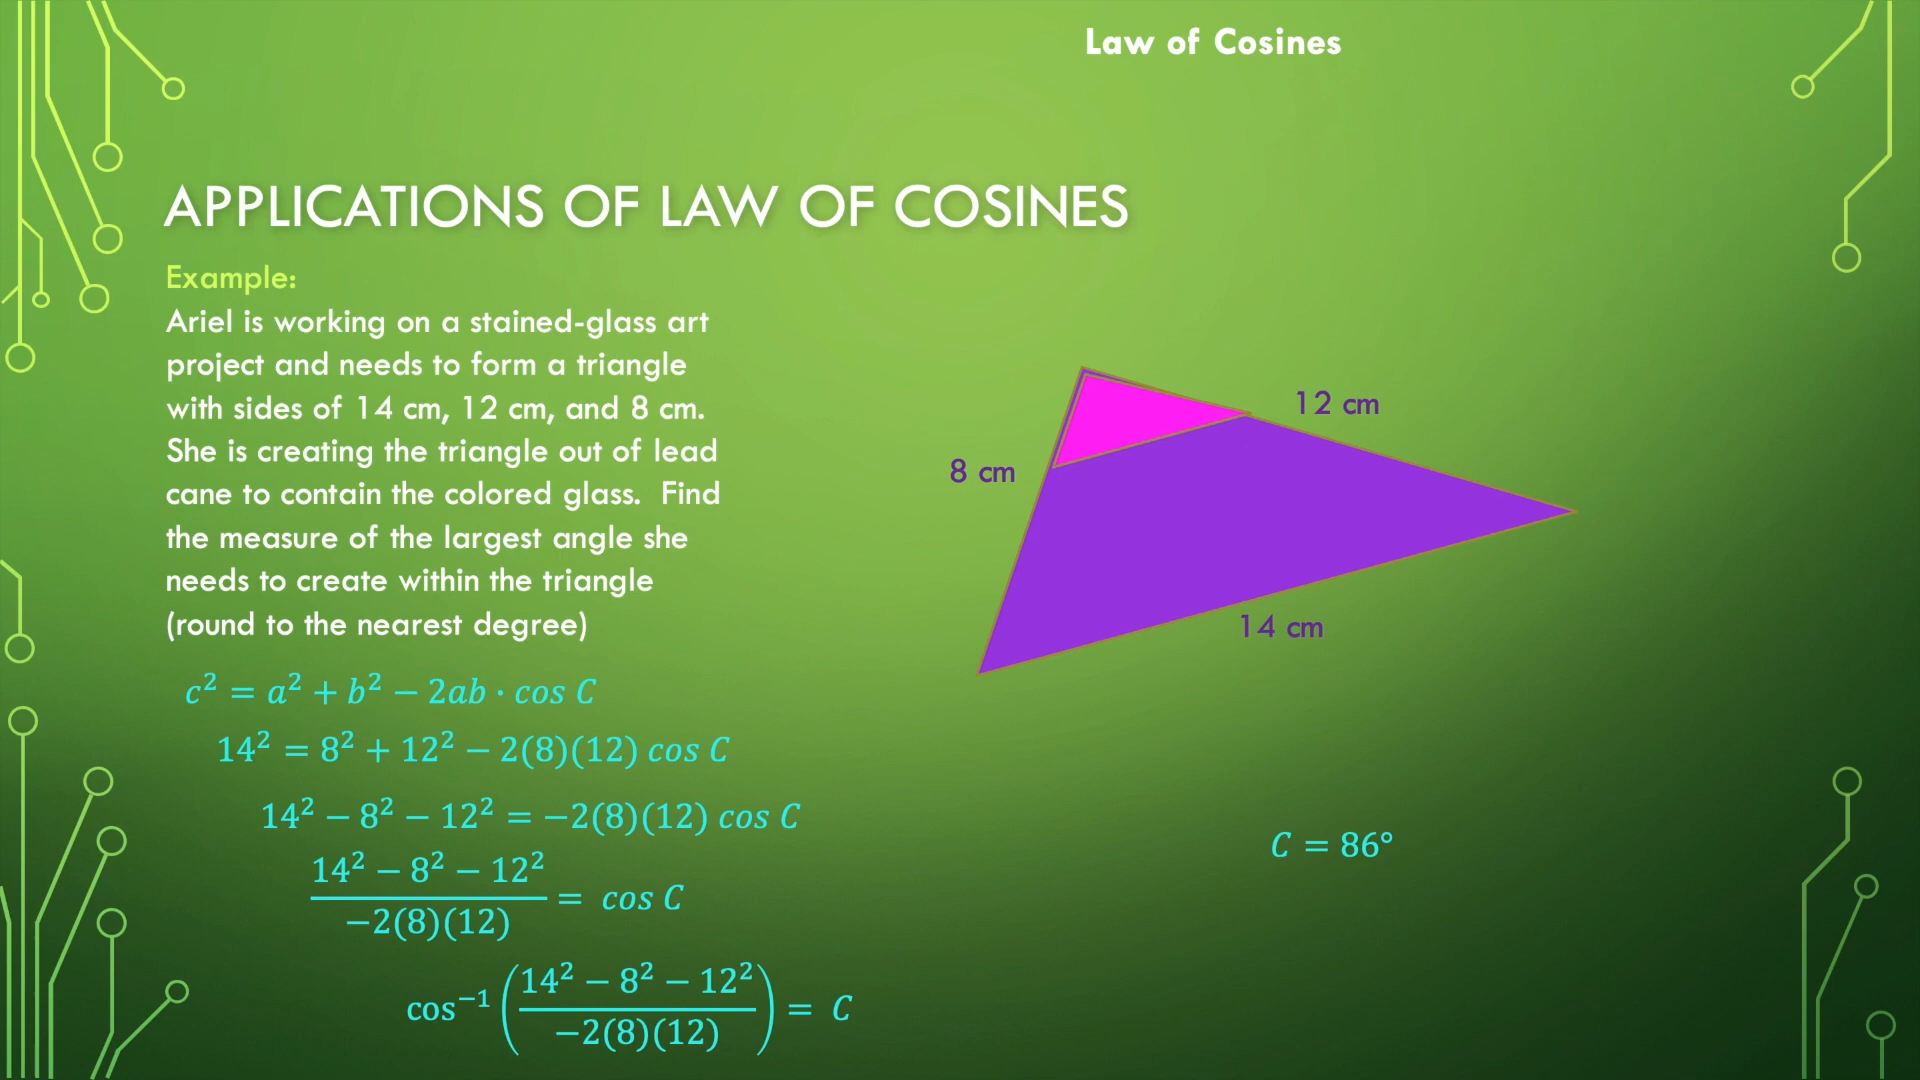 Law of Cosines
APPLICATIONS OF LAW OF COSINES
Example:
Ariel is working on a stained-glass art
project and needs to form a triangle
with sides of 14 cm, 12 cm, and 8 cm.
She is creating the triangle out of lead
cane to contain the colored glass.  Find
the measure of the largest angle she
needs to create within the triangle
(round to the nearest degree)
12 cm
8 cm
14 cm
c² = a² + b² − 2ab · cos C
14² = 8² + 12² − 2(8)(12) cos C
14² − 8² − 12² = −2(8)(12) cos C
14² − 8² − 12²
= cos C
−2(8)(12)
C = 86°
14² − 8² − 12²
cos⁻¹ ( ) = C
−2(8)(12)